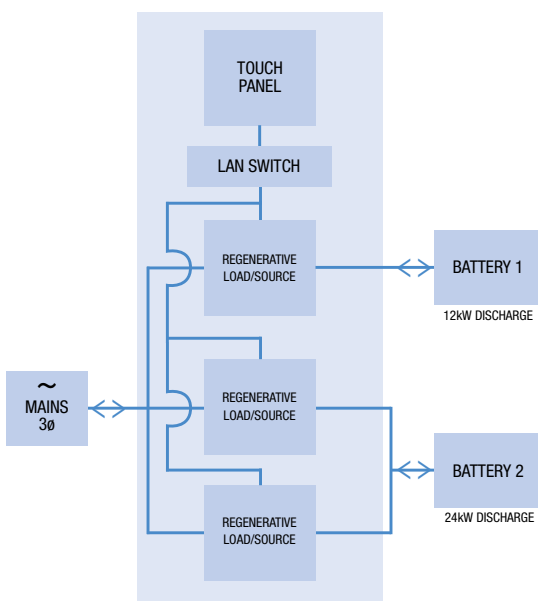 TOUCH
PANEL
LAN SWITCH
REGENERATIVE
LOAD/SOURCE
BATTERY 1
12kW DISCHARGE
~
MAINS
3ø
REGENERATIVE
LOAD/SOURCE
BATTERY 2
24kW DISCHARGE
REGENERATIVE
LOAD/SOURCE